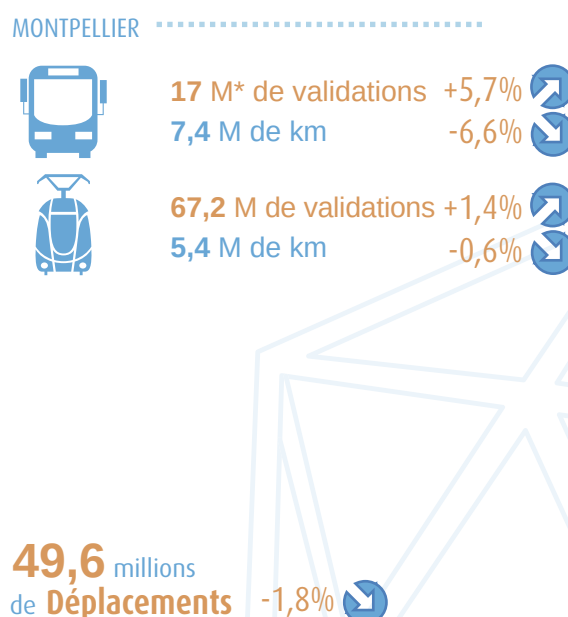 MONTPELLIER
17 M* de validations +5,7%
7,4 M de km -6,6%
67,2 M de validations +1,4%
5,4 M de km -0,6%
49,6 millions
de Déplacements -1,8%